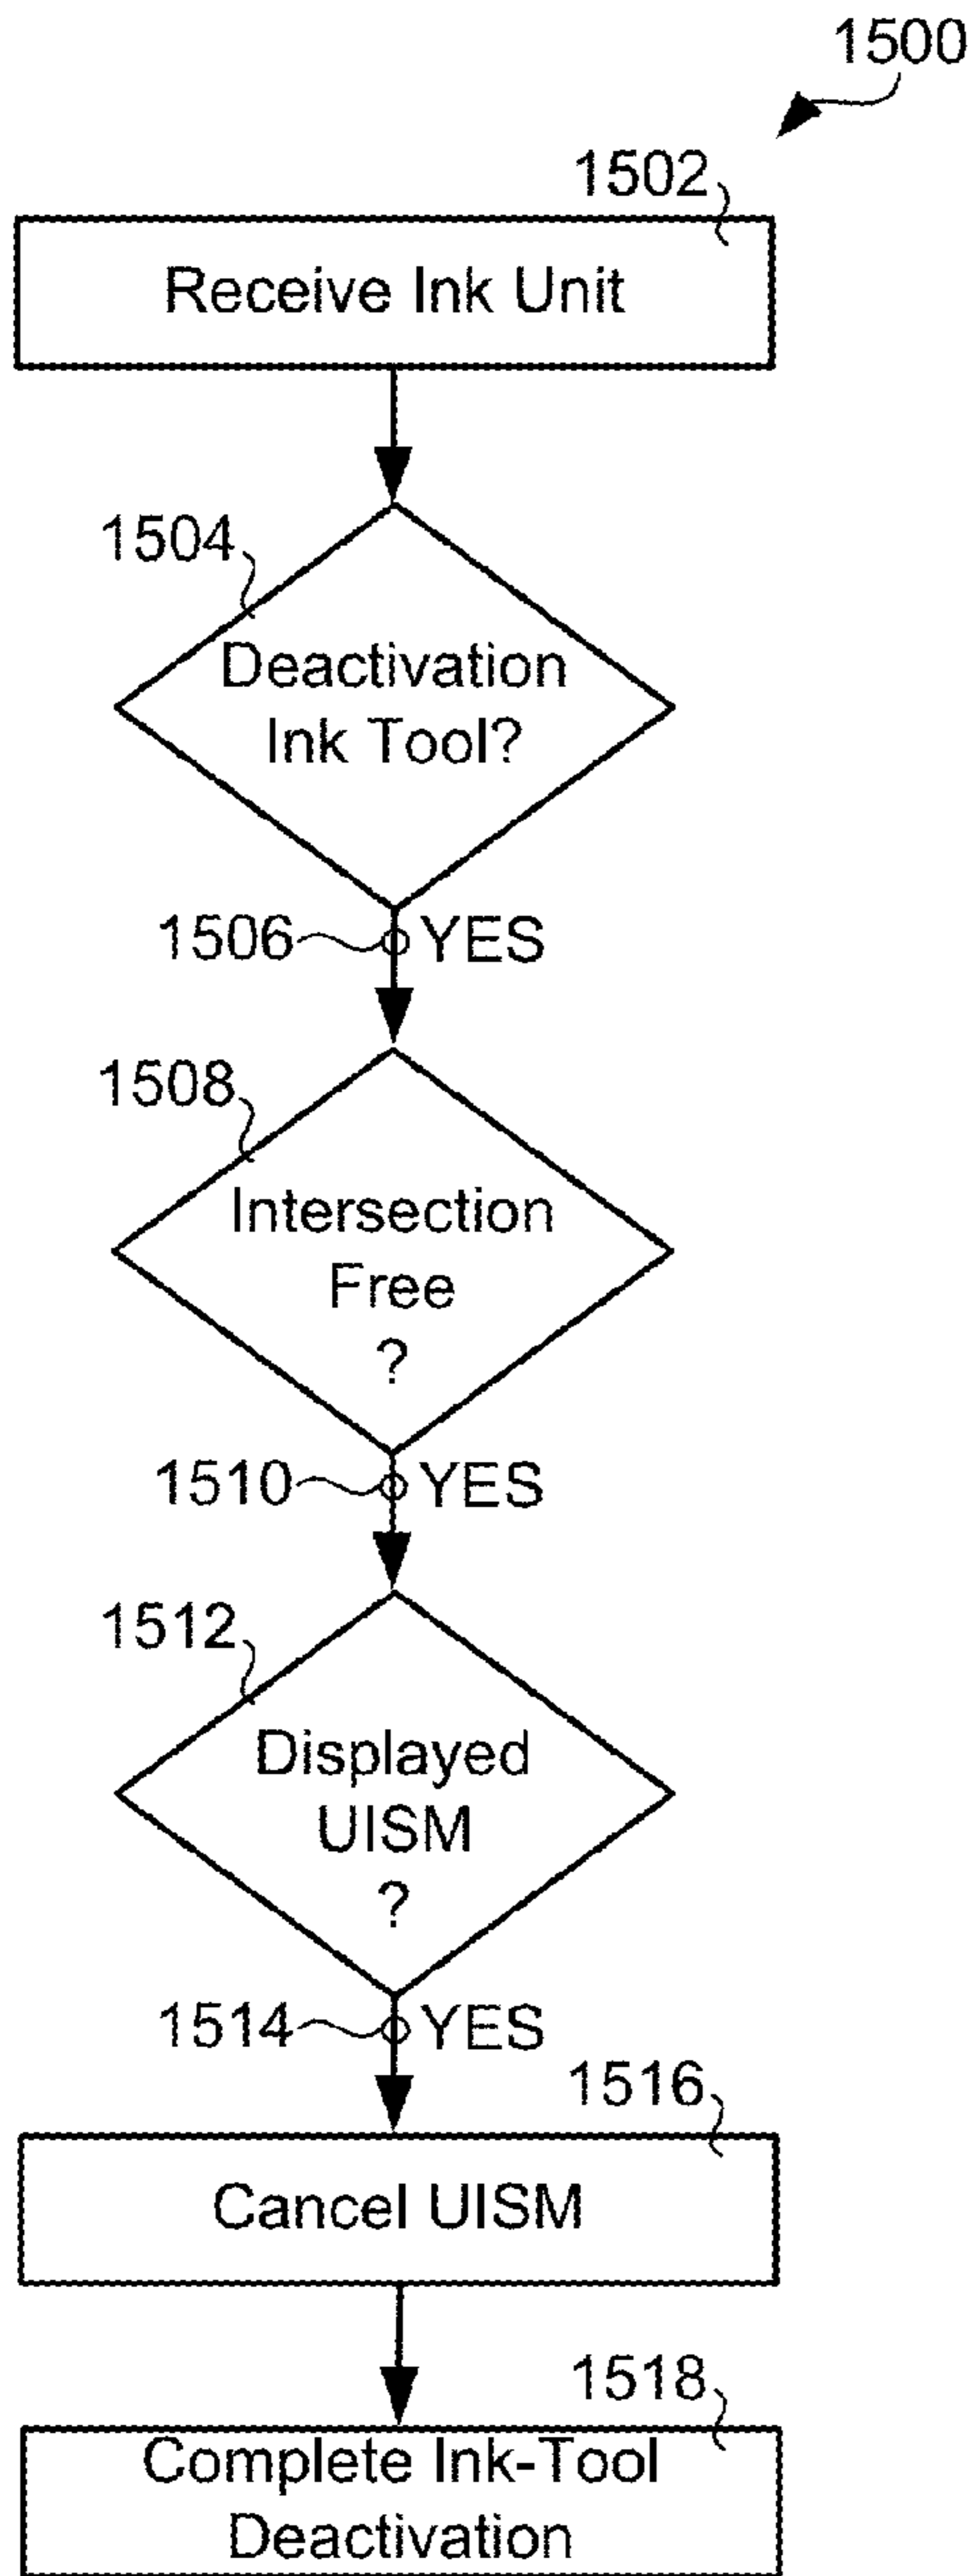 1500
1502
Receive Ink Unit
1504
Deactivation
Ink Tool?
1506 YES
1508
Intersection
Free
?
1510 YES
1512
Displayed
UISM
?
1514 YES
1516
Cancel UISM
1518
Complete Ink-Tool
Deactivation